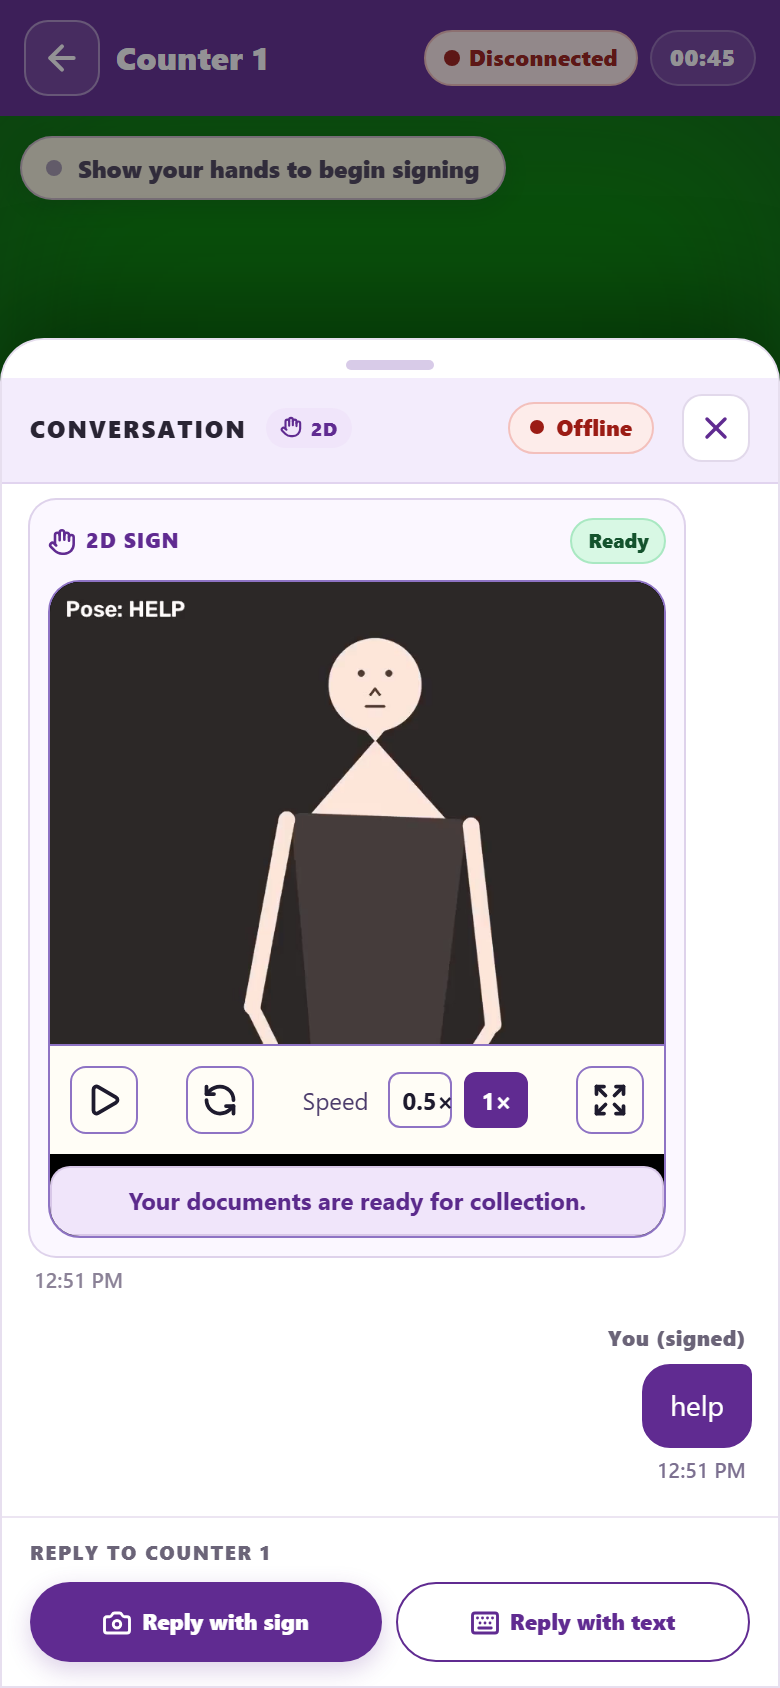 Counter 1
Disconnected
00:45
Show your hands to begin signing
CONVERSATION
2D
Offline
2D SIGN
Ready
Pose: HELP
Speed
0.5×
1×
Your documents are ready for collection.
12:51 PM
You (signed)
help
12:51 PM
REPLY TO COUNTER 1
Reply with sign
Reply with text